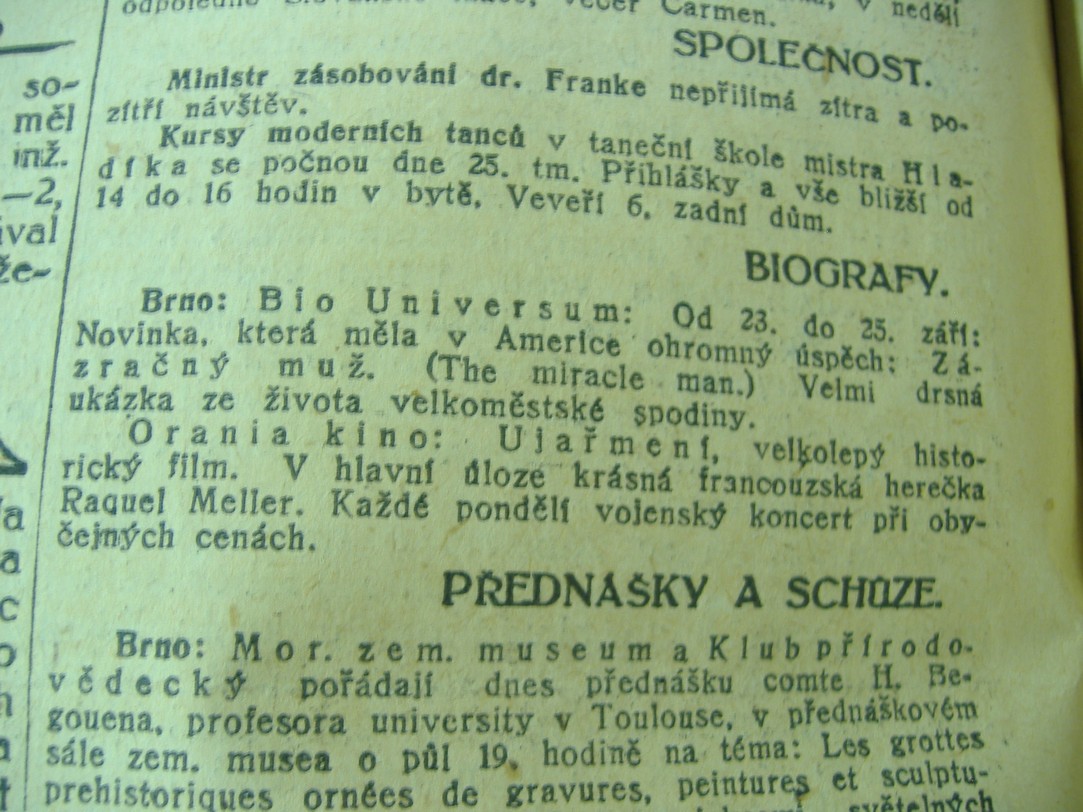 večer Carmen.
v neděli
SPOLEČNOST.
Ministr zásobování dr. Franke nepřijímá zítra a po-
zítří návštěv.
Kursy moderních tanců v taneční škole mistra Hla-
díka se počnou dne 25. tm. Přihlášky a vše bližší od
14 do 16 hodin v bytě, Veveří 6, zadní dům.
BIOGRAFY.
Brno: Bio Universum: Od 23. do 25. září:
Novinka, která měla v Americe ohromný úspěch: Zá-
zračný muž. (The miracle man.) Velmi drsná
ukázka ze života velkoměstské spodiny.
Orania kino: Ujařmení, velkolepý histo-
rický film. V hlavní úloze krásná francouzská herečka
Raquel Meller. Každé pondělí vojenský koncert při oby-
čejných cenách.
PŘEDNÁŠKY A SCHŮZE.
Brno: Mor. zem. museum a Klub přírodo-
vědecký pořádají dnes přednášku comte H. Be-
gouena, profesora university v Toulouse, v přednáškovém
sále zem. musea o půl 19. hodině na téma: Les grottes
prehistoriques ornées de gravures, peintures et sculptu-
světelných
so-
měl
inž.
—2,
íval
že-